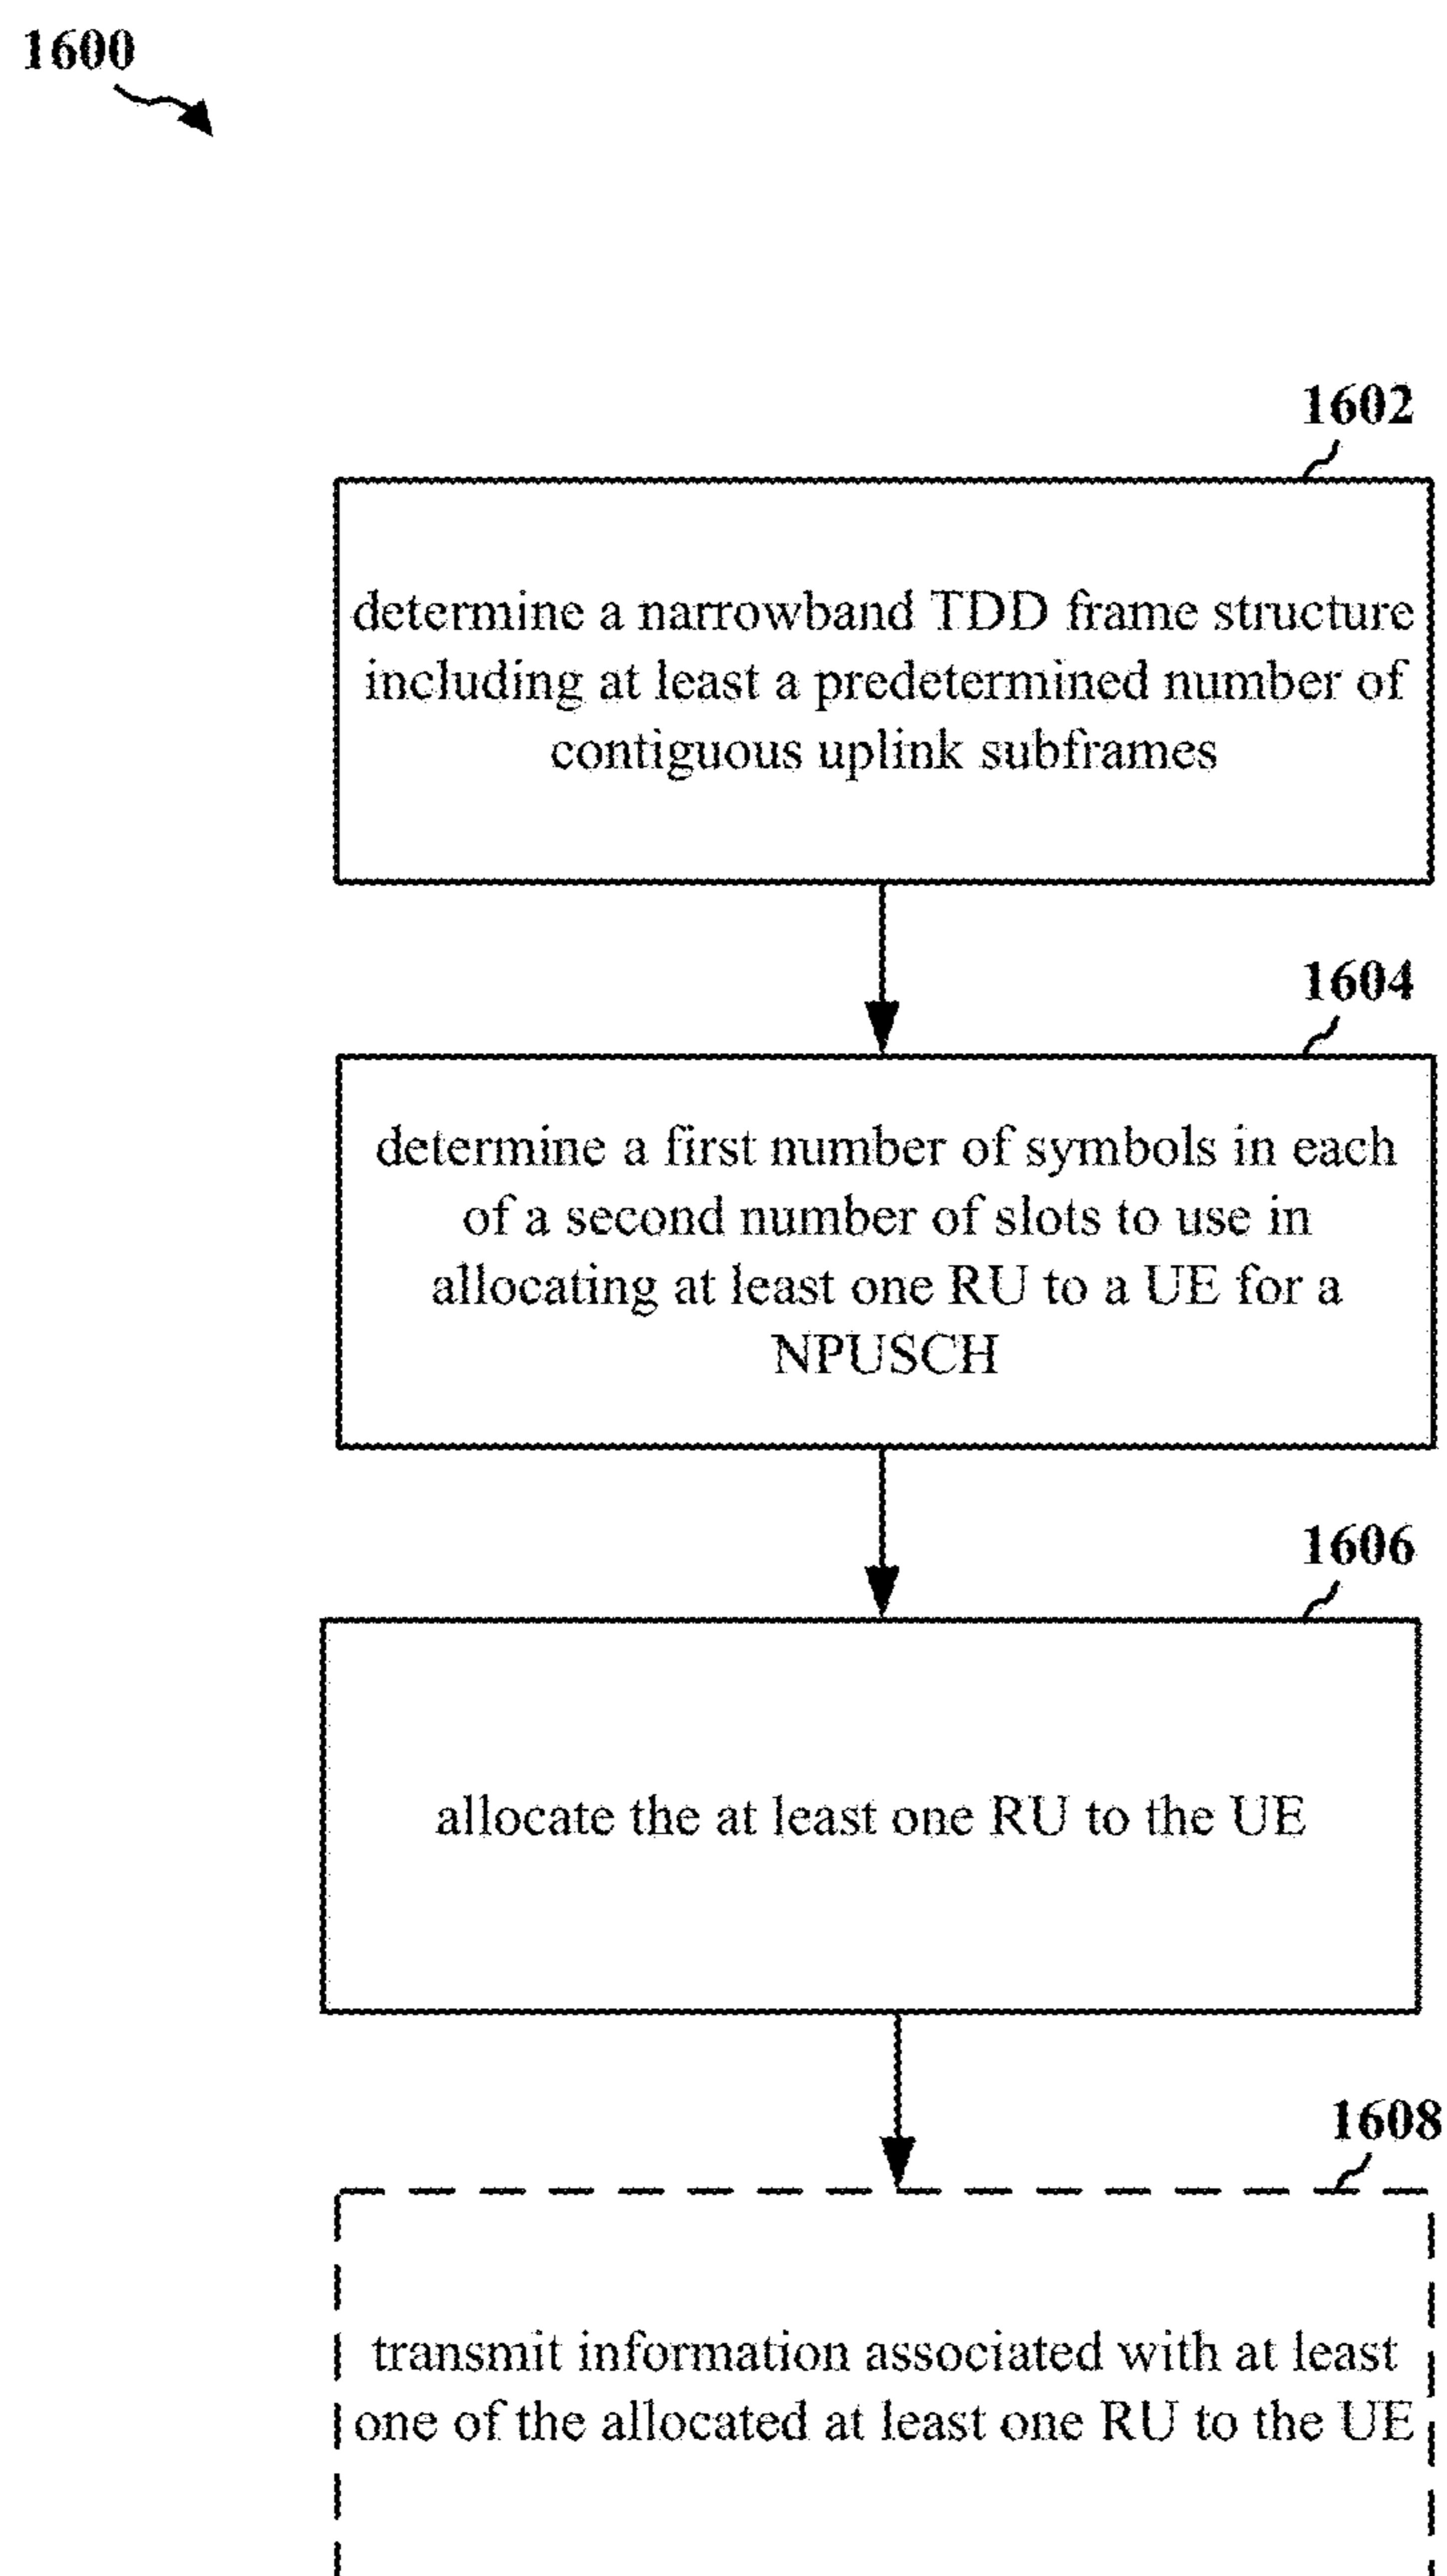 1600
1602
determine a narrowband TDD frame structure
including at least a predetermined number of
contiguous uplink subframes
1604
determine a first number of symbols in each
of a second number of slots to use in
allocating at least one RU to a UE for a
NPUSCH
1606
allocate the at least one RU to the UE
1608
transmit information associated with at least
one of the allocated at least one RU to the UE